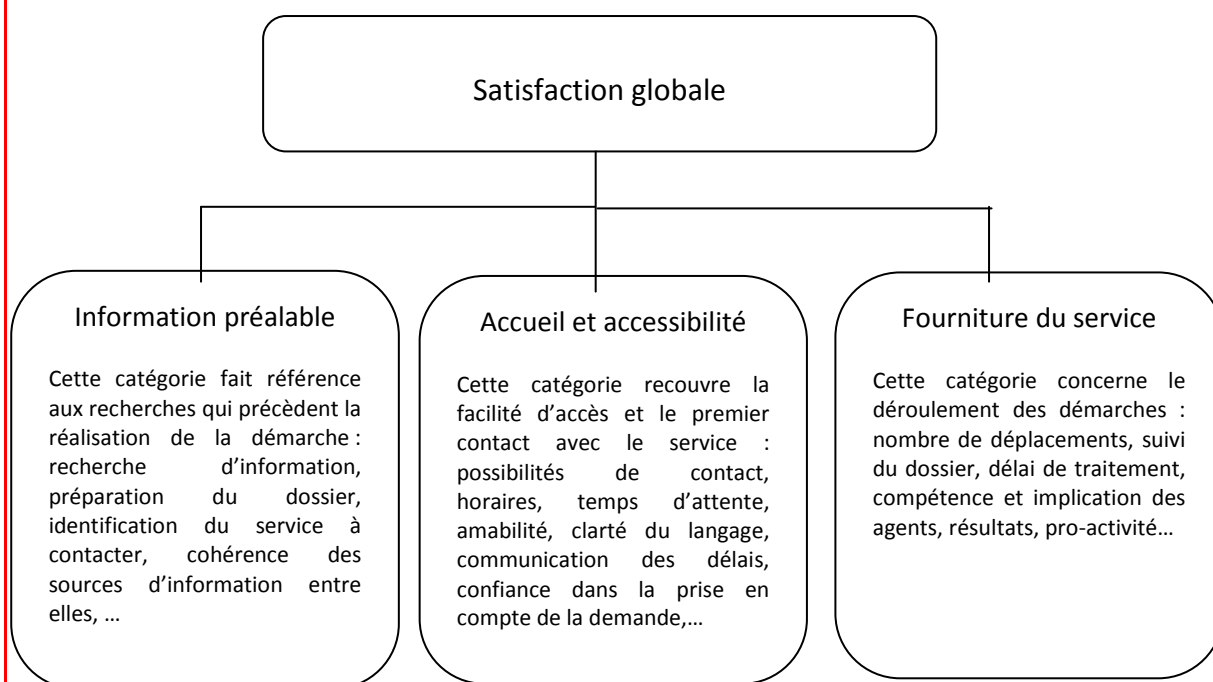 Satisfaction globale
Information préalable
Cette catégorie fait référence
aux recherches qui précèdent la
réalisation de la démarche :
recherche d’information,
préparation du dossier,
identification du service à
contacter, cohérence des
sources d’information entre
elles, …
Accueil et accessibilité
Cette catégorie recouvre la
facilité d’accès et le premier
contact avec le service :
possibilités de contact,
horaires, temps d’attente,
amabilité, clarté du langage,
communication des délais,
confiance dans la prise en
compte de la demande,…
Fourniture du service
Cette catégorie concerne le
déroulement des démarches :
nombre de déplacements, suivi
du dossier, délai de traitement,
compétence et implication des
agents, résultats, pro-activité…